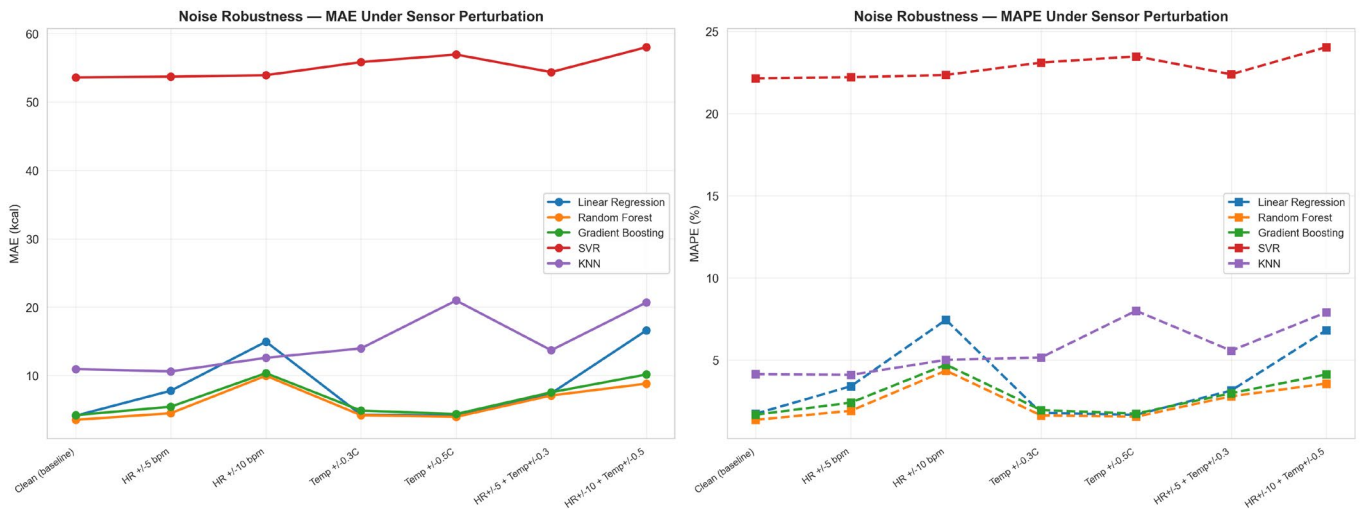 Noise Robustness — MAE Under Sensor Perturbation
MAE (kcal)
60
50
40
30
20
10
Linear Regression
Random Forest
Gradient Boosting
SVR
KNN
Clean (baseline)
HR +/-5 bpm
HR +/-10 bpm
Temp +/-0.3C
Temp +/-0.5C
HR+/-5 + Temp+/-0.3
HR+/-10 + Temp+/-0.5
Noise Robustness — MAPE Under Sensor Perturbation
MAPE (%)
25
20
15
10
5
Linear Regression
Random Forest
Gradient Boosting
SVR
KNN
Clean (baseline)
HR +/-5 bpm
HR +/-10 bpm
Temp +/-0.3C
Temp +/-0.5C
HR+/-5 + Temp+/-0.3
HR+/-10 + Temp+/-0.5